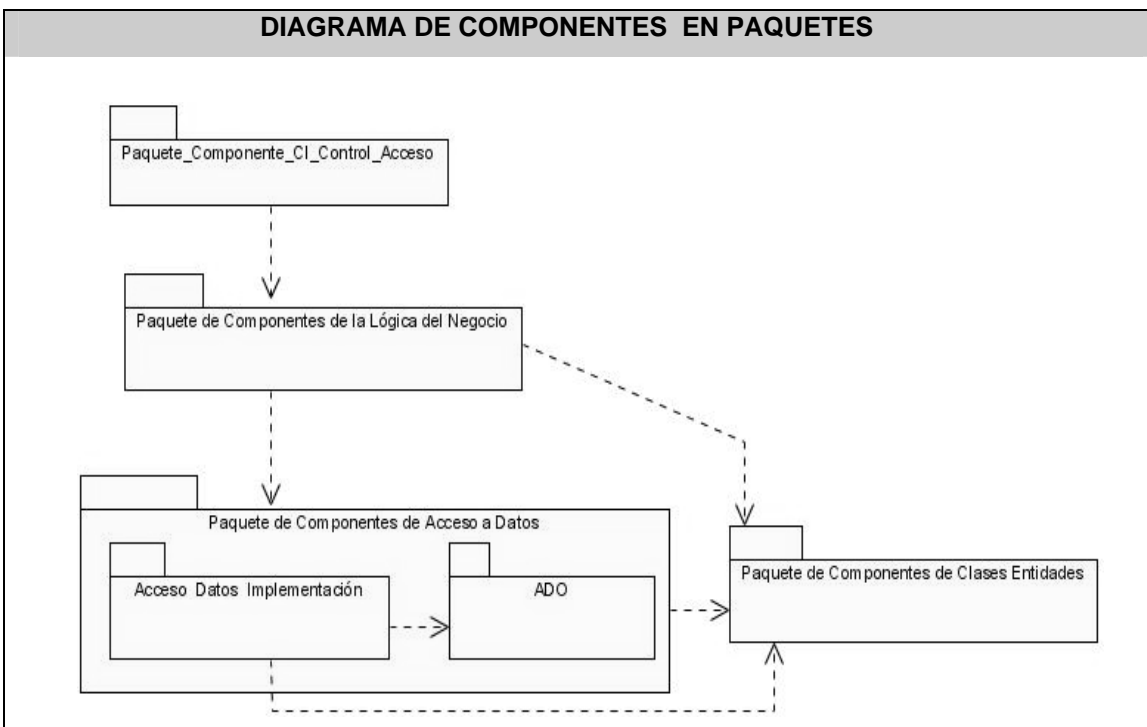 DIAGRAMA DE COMPONENTES EN PAQUETES
Paquete_Componente_CI_Control_Acceso
Paquete de Componentes de la Lógica del Negocio
Paquete de Componentes de Acceso a Datos
Acceso Datos Implementación
ADO
Paquete de Componentes de Clases Entidades